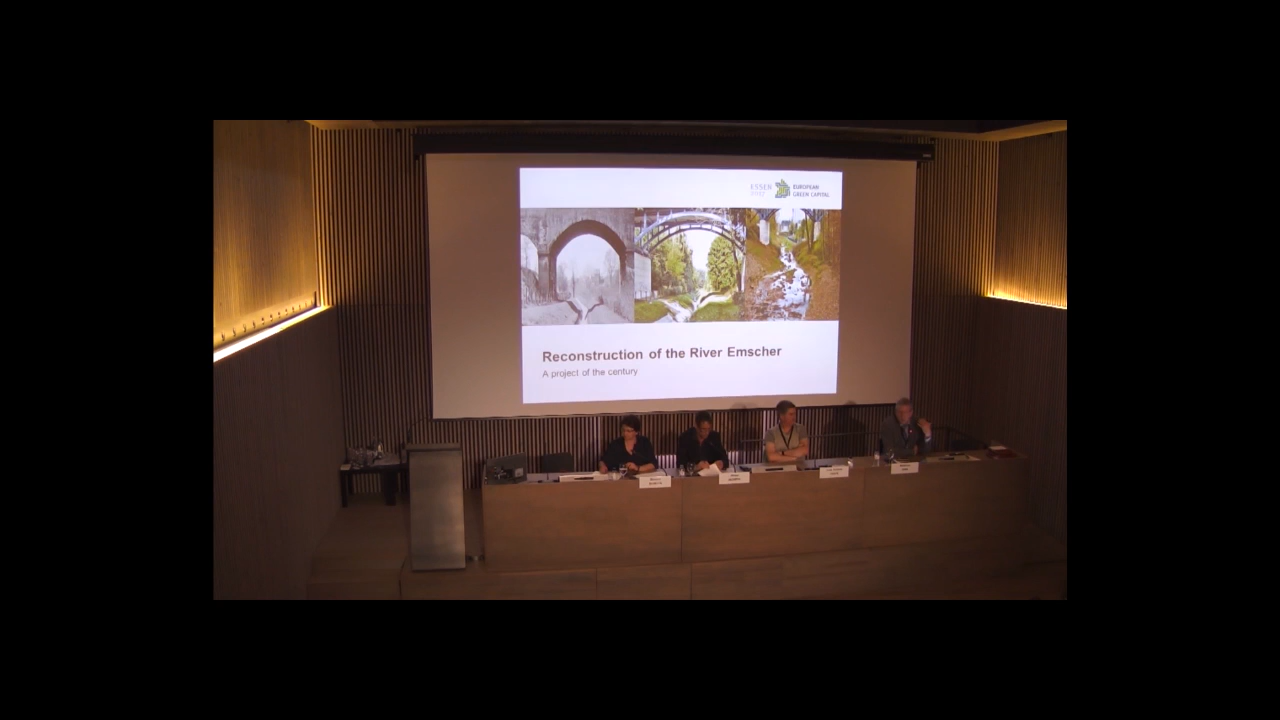 ESSEN
2017
EUROPEAN
GREEN CAPITAL
Reconstruction of the River Emscher
A project of the century